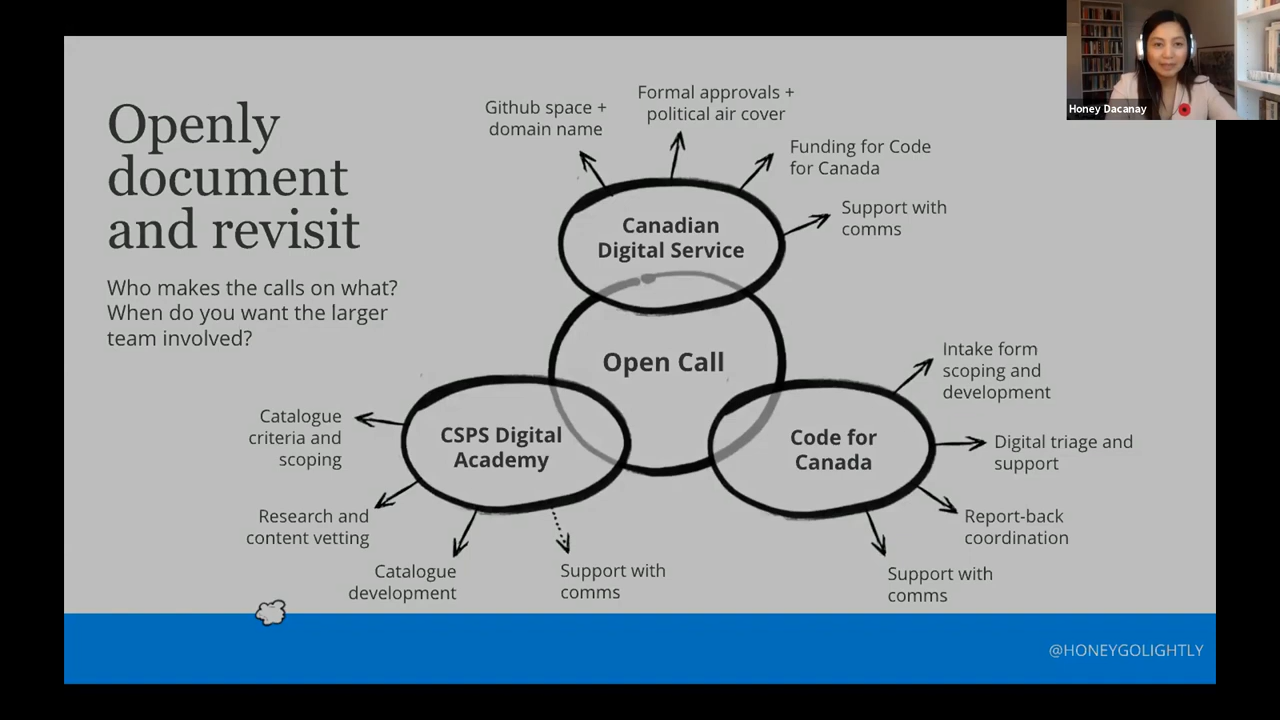 Openly
document
and revisit
Who makes the calls on what?
When do you want the larger
team involved?
Github space +
domain name
Formal approvals +
political air cover
Funding for Code
for Canada
Support with
comms
Canadian
Digital Service
Open Call
CSPS Digital
Academy
Code for
Canada
Catalogue
criteria and
scoping
Research and
content vetting
Catalogue
development
Support with
comms
Intake form
scoping and
development
Digital triage and
support
Report-back
coordination
Support with
comms
@HONEYGOLIGHTLY
Honey Dacanay